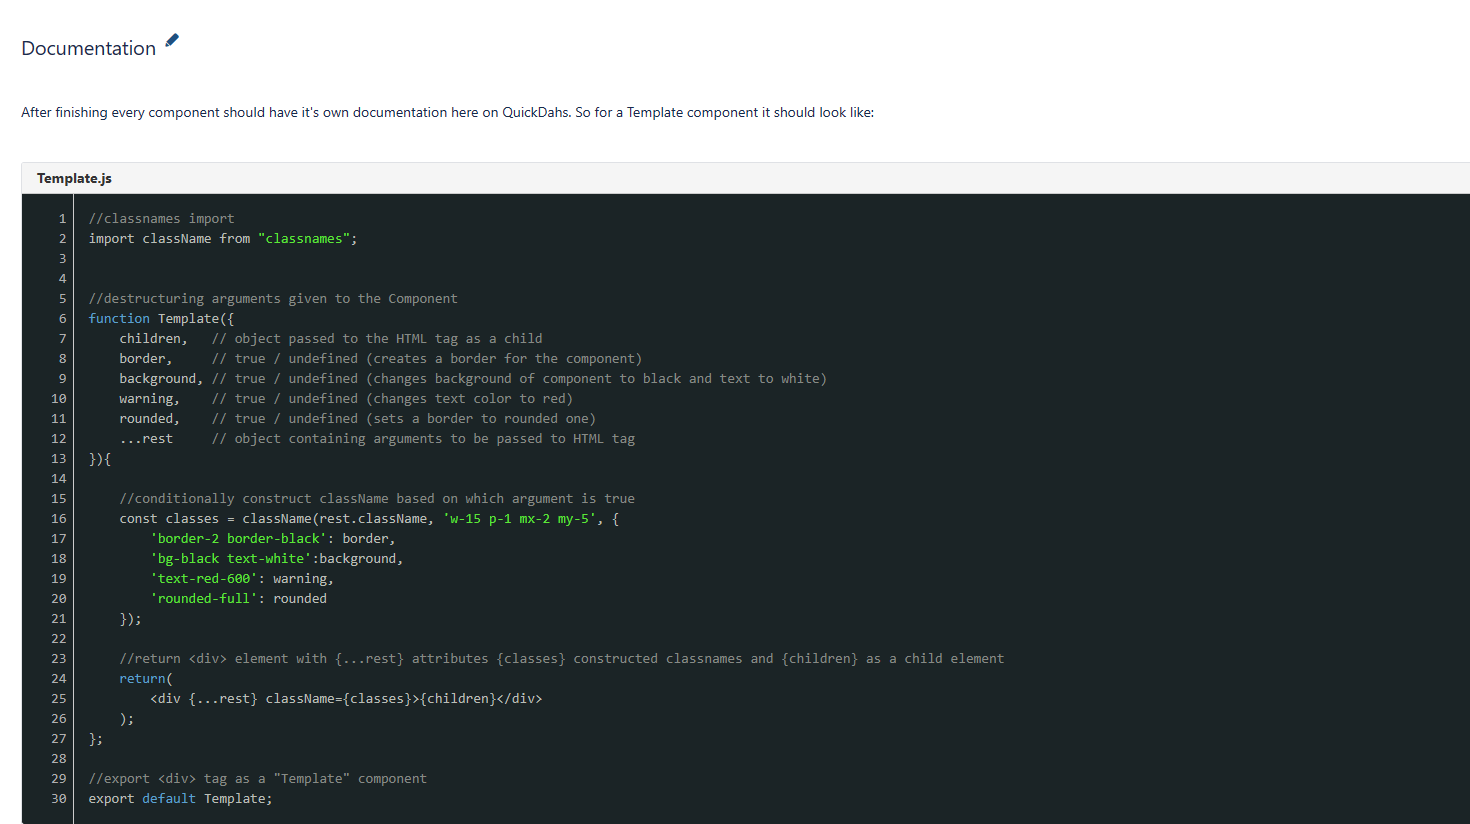 Documentation
After finishing every component should have it's own documentation here on QuickDahs. So for a Template component it should look like:
Template.js
1 //classnames import
2 import className from "classnames";
3
4
5 //destructuring arguments given to the Component
6 function Template({
7     children,   // object passed to the HTML tag as a child
8     border,     // true / undefined (creates a border for the component)
9     background, // true / undefined (changes background of component to black and text to white)
10     warning,    // true / undefined (changes text color to red)
11     rounded,    // true / undefined (sets a border to rounded one)
12     ...rest     // object containing arguments to be passed to HTML tag
13 }){
14
15     //conditionally construct className based on which argument is true
16     const classes = className(rest.className, 'w-15 p-1 mx-2 my-5', {
17         'border-2 border-black': border,
18         'bg-black text-white':background,
19         'text-red-600': warning,
20         'rounded-full': rounded
21     });
22
23     //return <div> element with {...rest} attributes {classes} constructed classnames and {children} as a child element
24     return(
25         <div {...rest} className={classes}>{children}</div>
26     );
27 };
28
29 //export <div> tag as a "Template" component
30 export default Template;